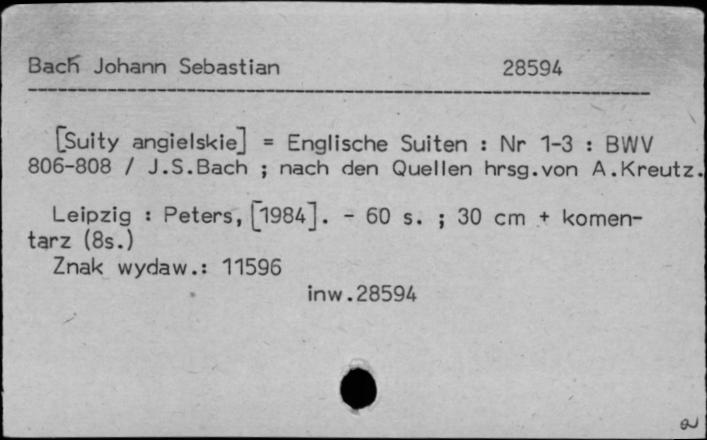 Bach Johann Sebastian 28594
[Suity angielskie] = Englische Suiten : Nr 1-3 : BWV
806-808 / J.S.Bach ; nach den Quellen hrsg.von A.Kreutz.
Leipzig : Peters, [1984]. - 60 s. ; 30 cm + komen-
tarz (8s.)
Znak wydaw.: 11596
inw.28594